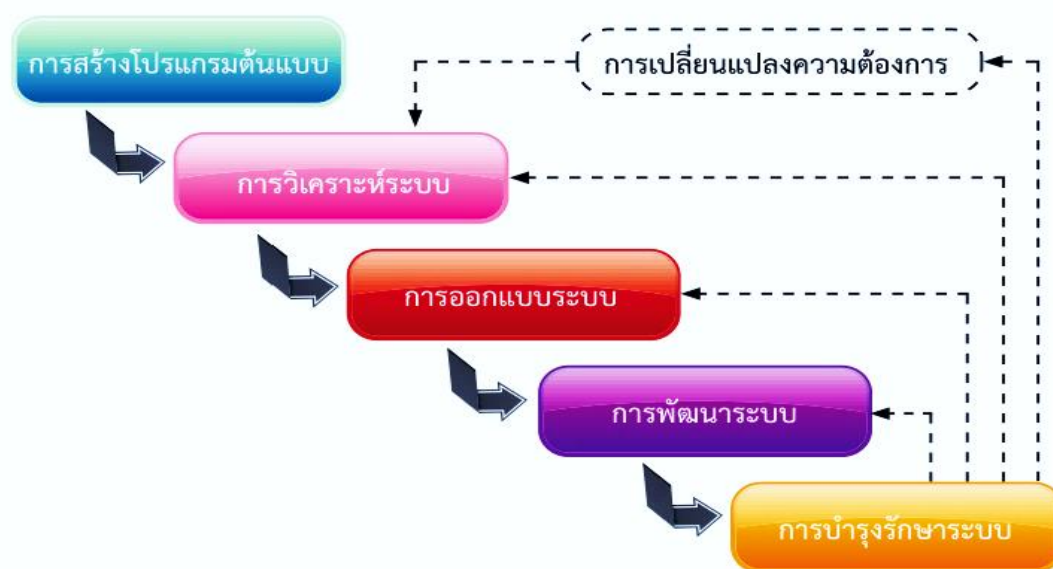 การสร้างโปรแกรมต้นแบบ
การเปลี่ยนแปลงความต้องการ
การวิเคราะห์ระบบ
การออกแบบระบบ
การพัฒนาระบบ
การบำรุงรักษาระบบ